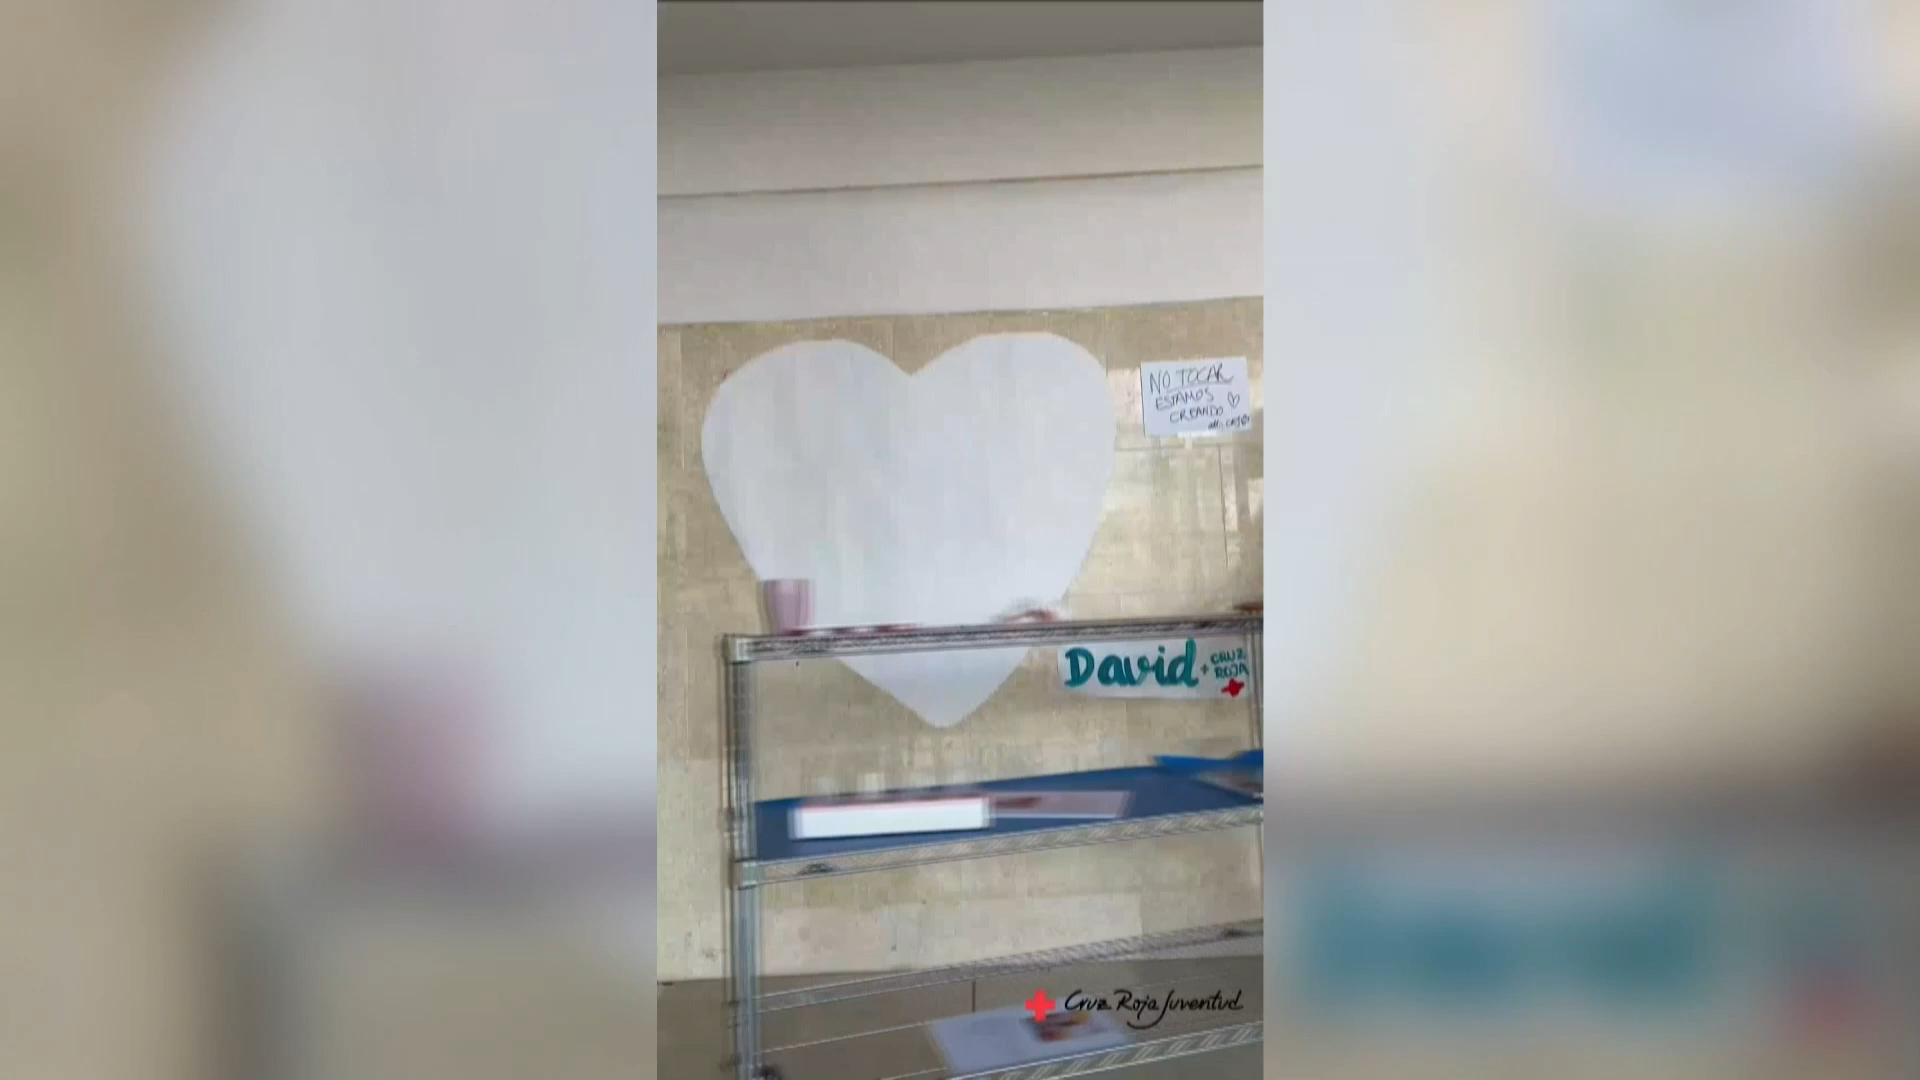 NO TOCAR
ESTAMOS
CREANDO
David + CRUZ
ROJA
Cruz Roja Juventud